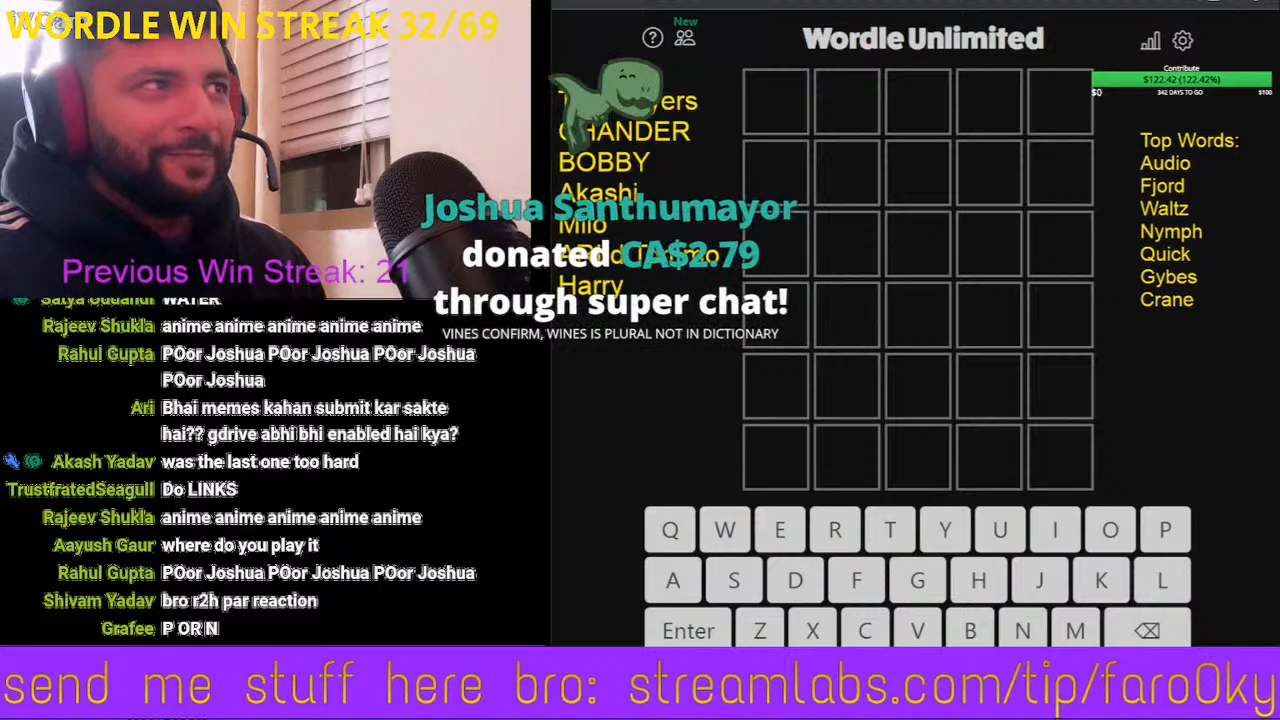 WORDLE WIN STREAK 32/69
Previous Win Streak: 21
WATER
Rajeev Shukla anime anime anime anime anime
Rahul Gupta POor Joshua POor Joshua POor Joshua
POor Joshua
Ari Bhai memes kahan submit kar sakte
hai?? gdrive abhi bhi enabled hai kya?
Akash Yadav was the last one too hard
TrustfratedSeagull Do LINKS
Rajeev Shukla anime anime anime anime anime
Aayush Gaur where do you play it
Rahul Gupta POor Joshua POor Joshua POor Joshua
Shivam Yadav bro r2h par reaction
Grafee P OR N
New
Wordle Unlimited
BOBBY
Akashi
Milo
Harry
Joshua Santhumayor
donated CA$2.79
through super chat!
VINES CONFIRM, WINES IS PLURAL NOT IN DICTIONARY
Contribute
$122.42 (122.42%)
$0 342 DAYS TO GO $100
Top Words:
Audio
Fjord
Waltz
Nymph
Quick
Gybes
Crane
Q W E R T Y U I O P
A S D F G H J K L
Enter Z X C V B N M
send me stuff here bro: streamlabs.com/tip/faro0ky